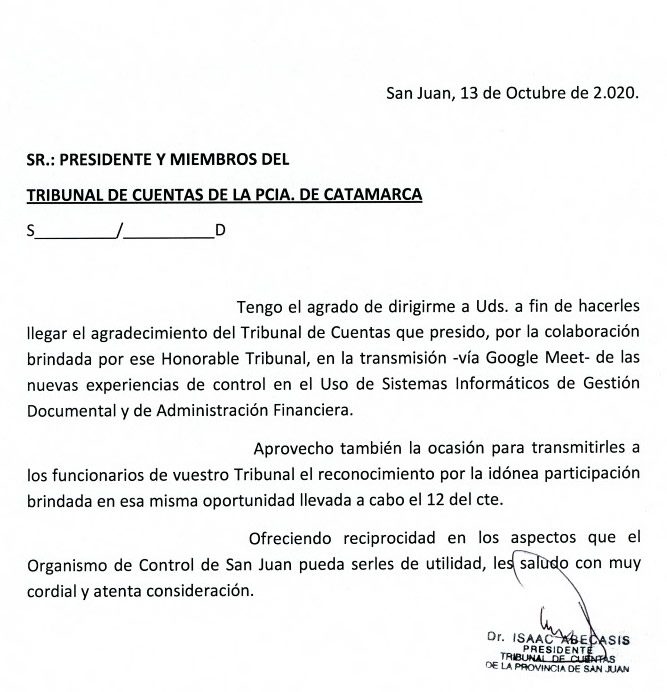 San Juan, 13 de Octubre de 2.020.
SR.: PRESIDENTE Y MIEMBROS DEL
TRIBUNAL DE CUENTAS DE LA PCIA. DE CATAMARCA
S_________/__________D
Tengo el agrado de dirigirme a Uds. a fin de hacerles
llegar el agradecimiento del Tribunal de Cuentas que presido, por la colaboración
brindada por ese Honorable Tribunal, en la transmisión -vía Google Meet- de las
nuevas experiencias de control en el Uso de Sistemas Informáticos de Gestión
Documental y de Administración Financiera.
Aprovecho también la ocasión para transmitirles a
los funcionarios de vuestro Tribunal el reconocimiento por la idónea participación
brindada en esa misma oportunidad llevada a cabo el 12 del cte.
Ofreciendo reciprocidad en los aspectos que el
Organismo de Control de San Juan pueda serles de utilidad, les saludo con muy
cordial y atenta consideración.
Dr. ISAAC ABECASIS
PRESIDENTE
TRIBUNAL DE CUENTAS
DE LA PROVINCIA DE SAN JUAN